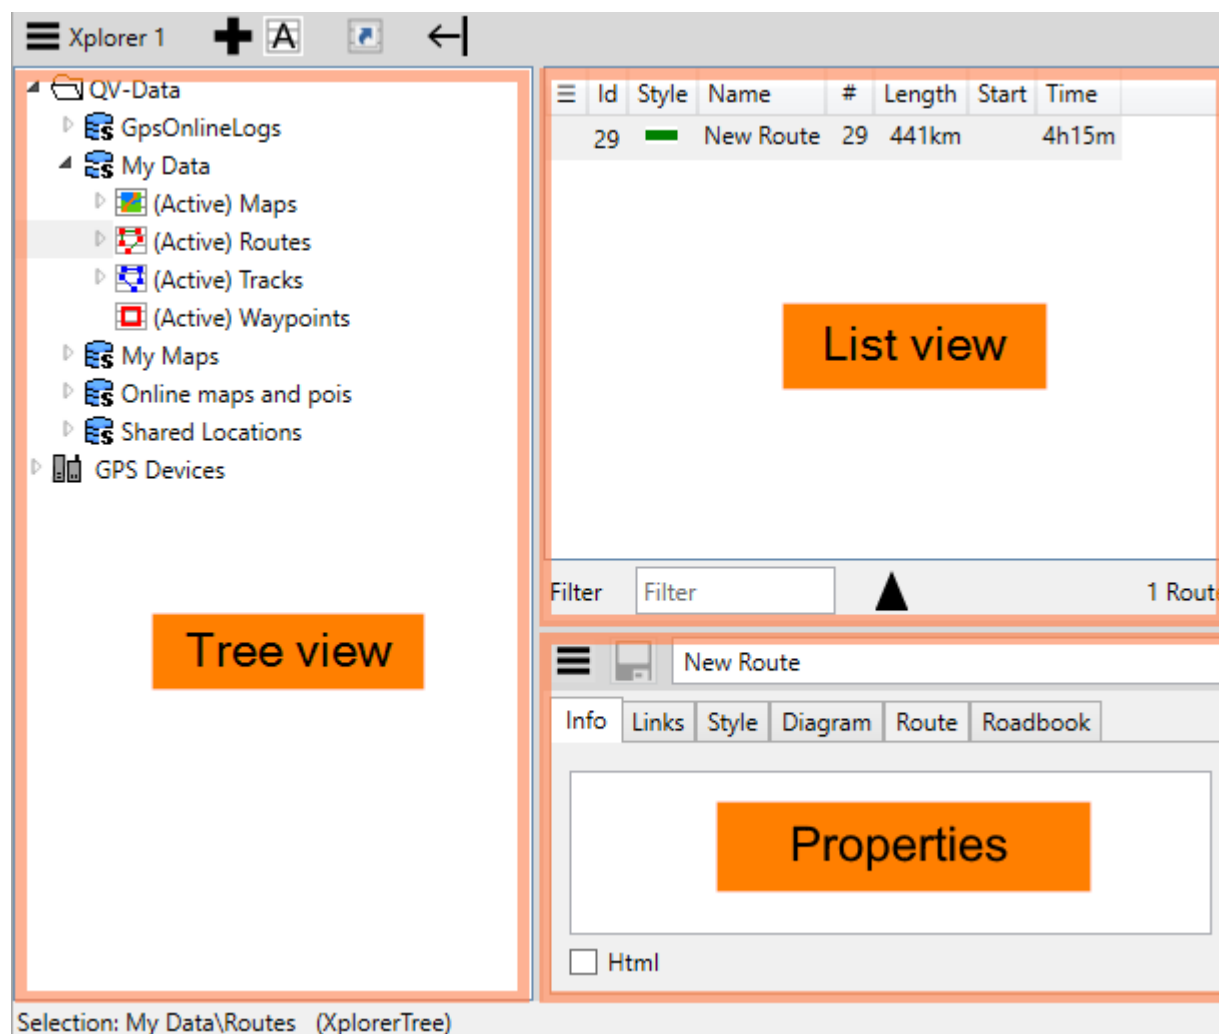 Xplorer 1 A
QV-Data
GpsOnlineLogs
My Data
(Active) Maps
(Active) Routes
(Active) Tracks
(Active) Waypoints
My Maps
Online maps and pois
Shared Locations
GPS Devices
Tree view
Id Style Name # Length Start Time
29 New Route 29 441km 4h15m
List view
Filter Filter 1 Rout
New Route
Info Links Style Diagram Route Roadbook
Properties
Html
Selection: My Data\Routes (XplorerTree)